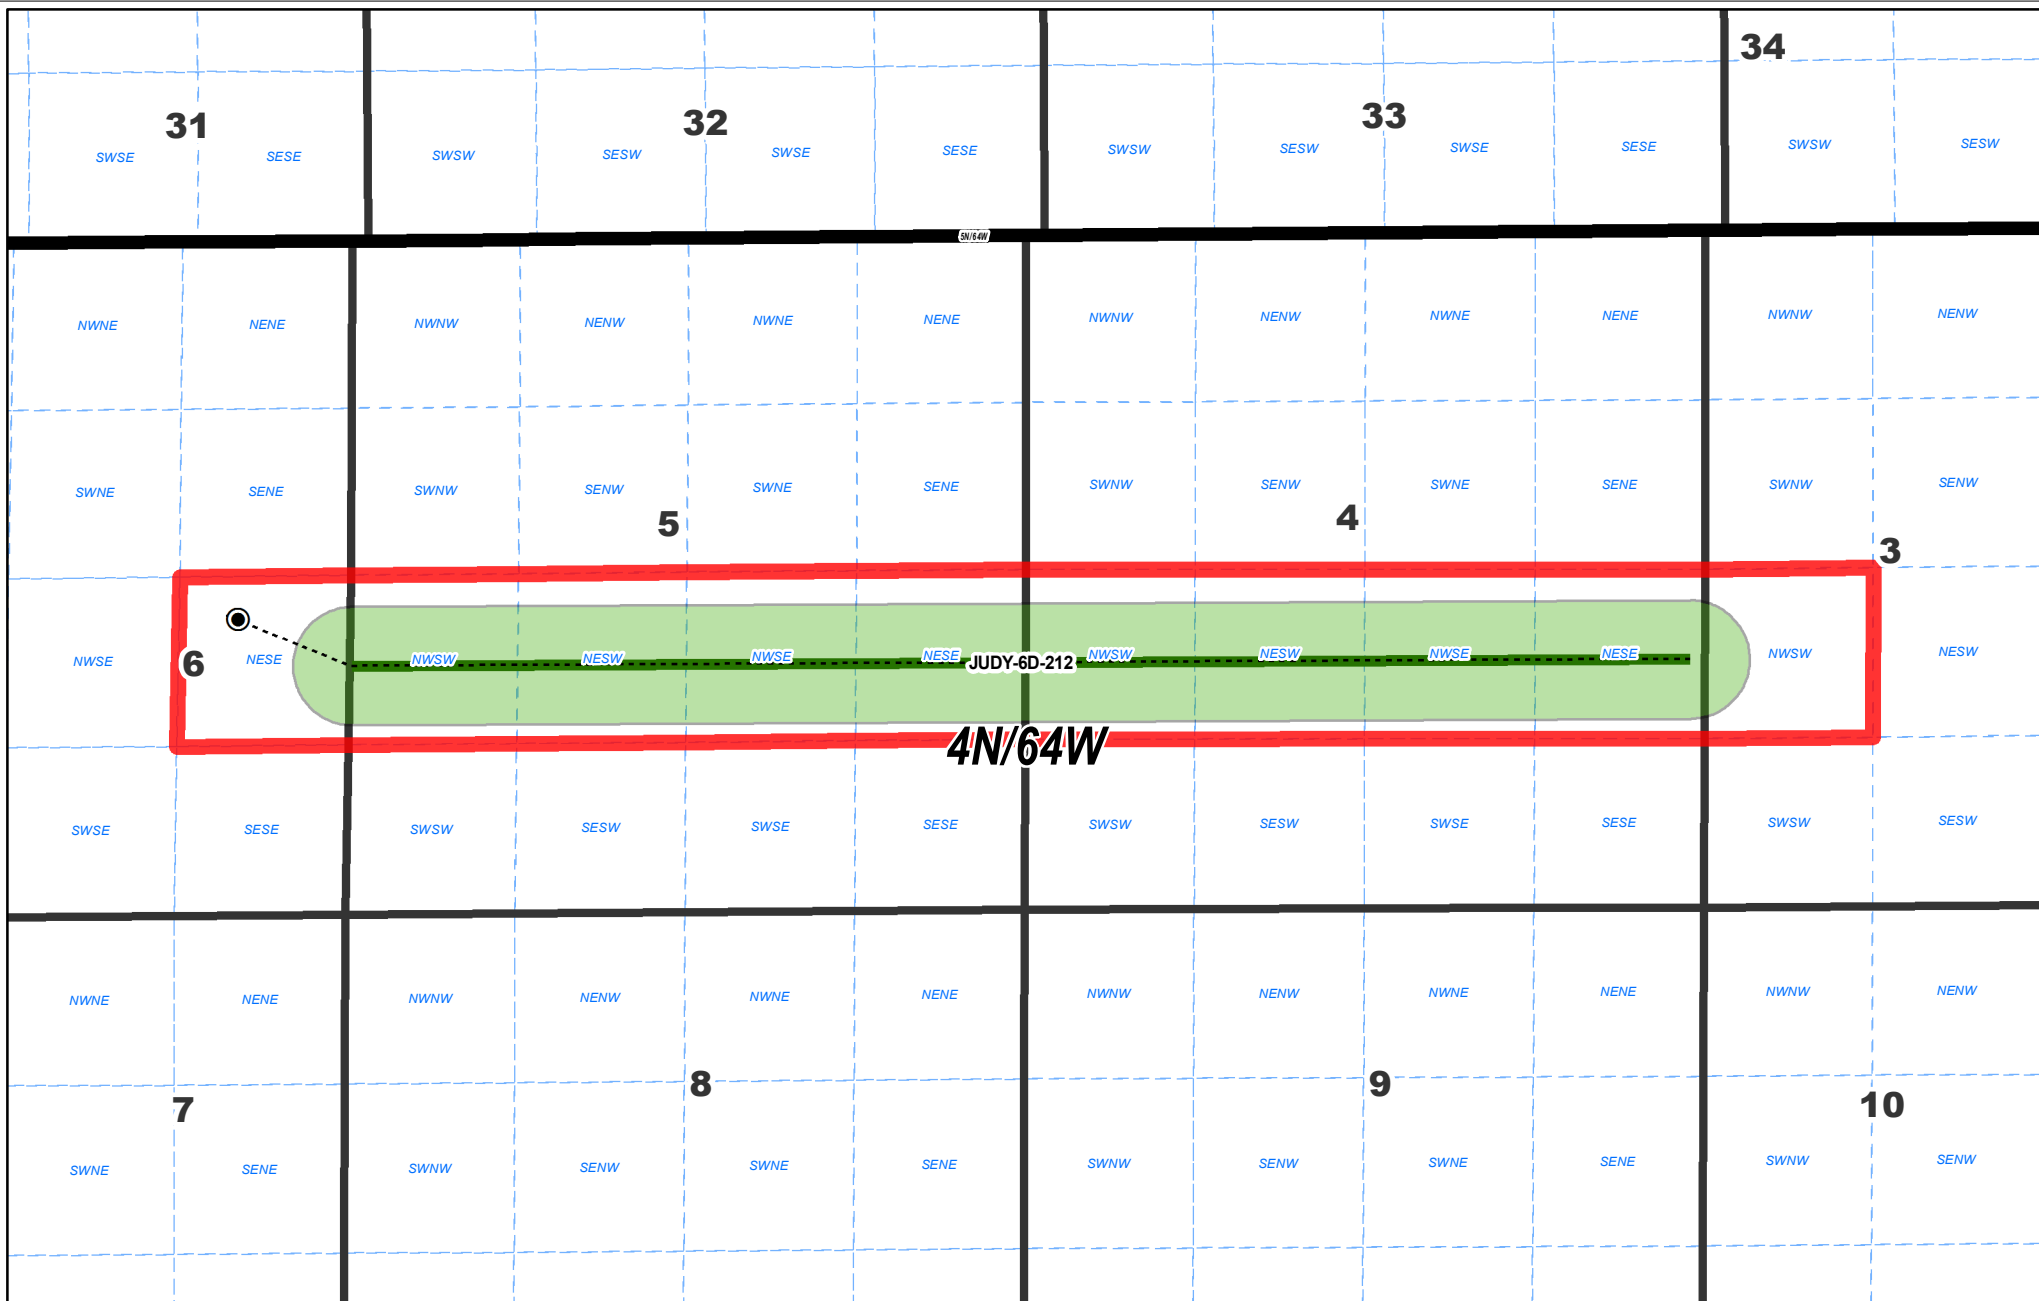 34
31 32 33
SWSE SESE SWSW SESW SWSE SESE SWSW SESW SWSE SESE SWSW SESW
5N/64W
NWNE NENE NWNW NENW NWNE NENE NWNW NENW NWNE NENE NWNW NENW
SWNE SENE SWNW SENW SWNE SENE SWNW SENW SWNE SENE SWNW SENW
5 4
3
NWSE 6 NESE NWSW NESW NWSE NESE JUDY-6D-212 NWSW NESW NWSE NESE NWSW NESW
4N/64W
SWSE SESE SWSW SESW SWSE SESE SWSW SESW SWSE SESE SWSW SESW
NWNE NENE NWNW NENW NWNE NENE NWNW NENW NWNE NENE NWNW NENW
7 8 9 10
SWNE SENE SWNW SENW SWNE SENE SWNW SENW SWNE SENE SWNW SENW